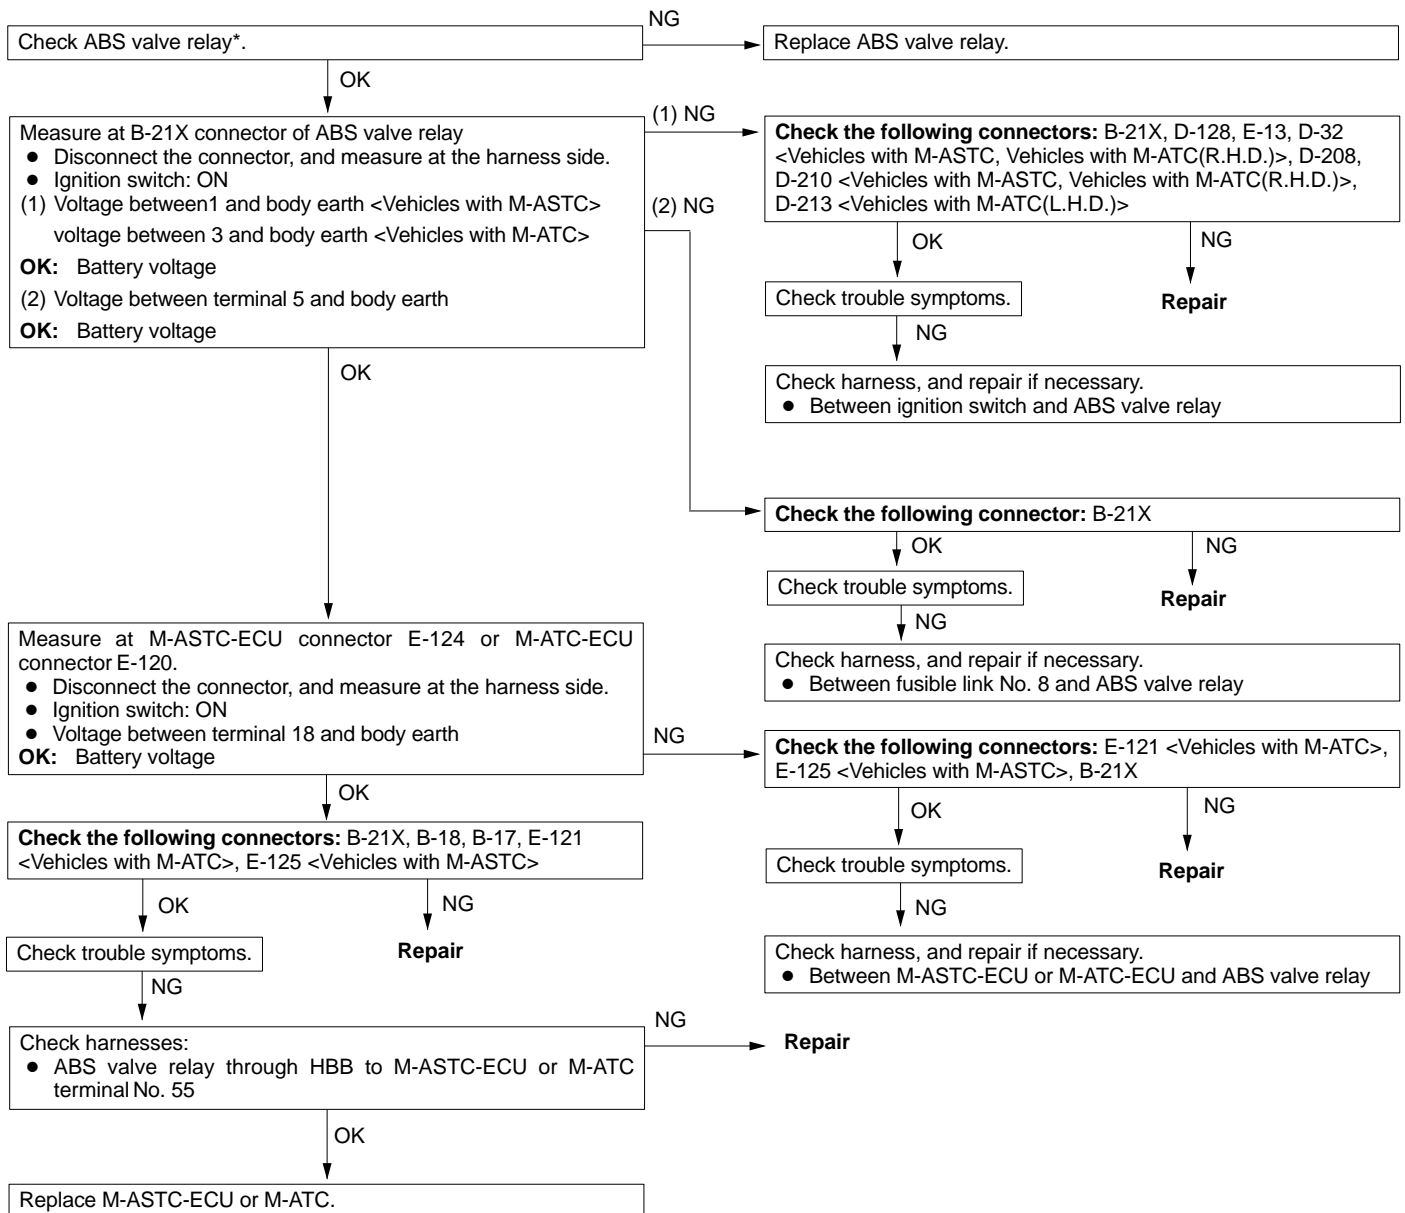 NG
Check ABS valve relay*.
Replace ABS valve relay.
OK
(1) NG
Measure at B-21X connector of ABS valve relay
● Disconnect the connector, and measure at the harness side.
● Ignition switch: ON
(1) Voltage between1 and body earth <Vehicles with M-ASTC>
voltage between 3 and body earth <Vehicles with M-ATC>
OK: Battery voltage
(2) Voltage between terminal 5 and body earth
OK: Battery voltage
(2) NG
Check the following connectors: B-21X, D-128, E-13, D-32
<Vehicles with M-ASTC, Vehicles with M-ATC(R.H.D.)>, D-208,
D-210 <Vehicles with M-ASTC, Vehicles with M-ATC(R.H.D.)>,
D-213 <Vehicles with M-ATC(L.H.D.)>
OK
NG
Check trouble symptoms.
Repair
NG
Check harness, and repair if necessary.
● Between ignition switch and ABS valve relay
OK
Check the following connector: B-21X
OK
NG
Check trouble symptoms.
Repair
NG
Check harness, and repair if necessary.
● Between fusible link No. 8 and ABS valve relay
Measure at M-ASTC-ECU connector E-124 or M-ATC-ECU
connector E-120.
● Disconnect the connector, and measure at the harness side.
● Ignition switch: ON
● Voltage between terminal 18 and body earth
OK: Battery voltage
NG
Check the following connectors: E-121 <Vehicles with M-ATC>,
E-125 <Vehicles with M-ASTC>, B-21X
OK
NG
Check trouble symptoms.
Repair
NG
Check harness, and repair if necessary.
● Between M-ASTC-ECU or M-ATC-ECU and ABS valve relay
OK
Check the following connectors: B-21X, B-18, B-17, E-121
<Vehicles with M-ATC>, E-125 <Vehicles with M-ASTC>
OK
NG
Check trouble symptoms.
Repair
NG
Check harnesses:
● ABS valve relay through HBB to M-ASTC-ECU or M-ATC
terminal No. 55
NG
Repair
OK
Replace M-ASTC-ECU or M-ATC.